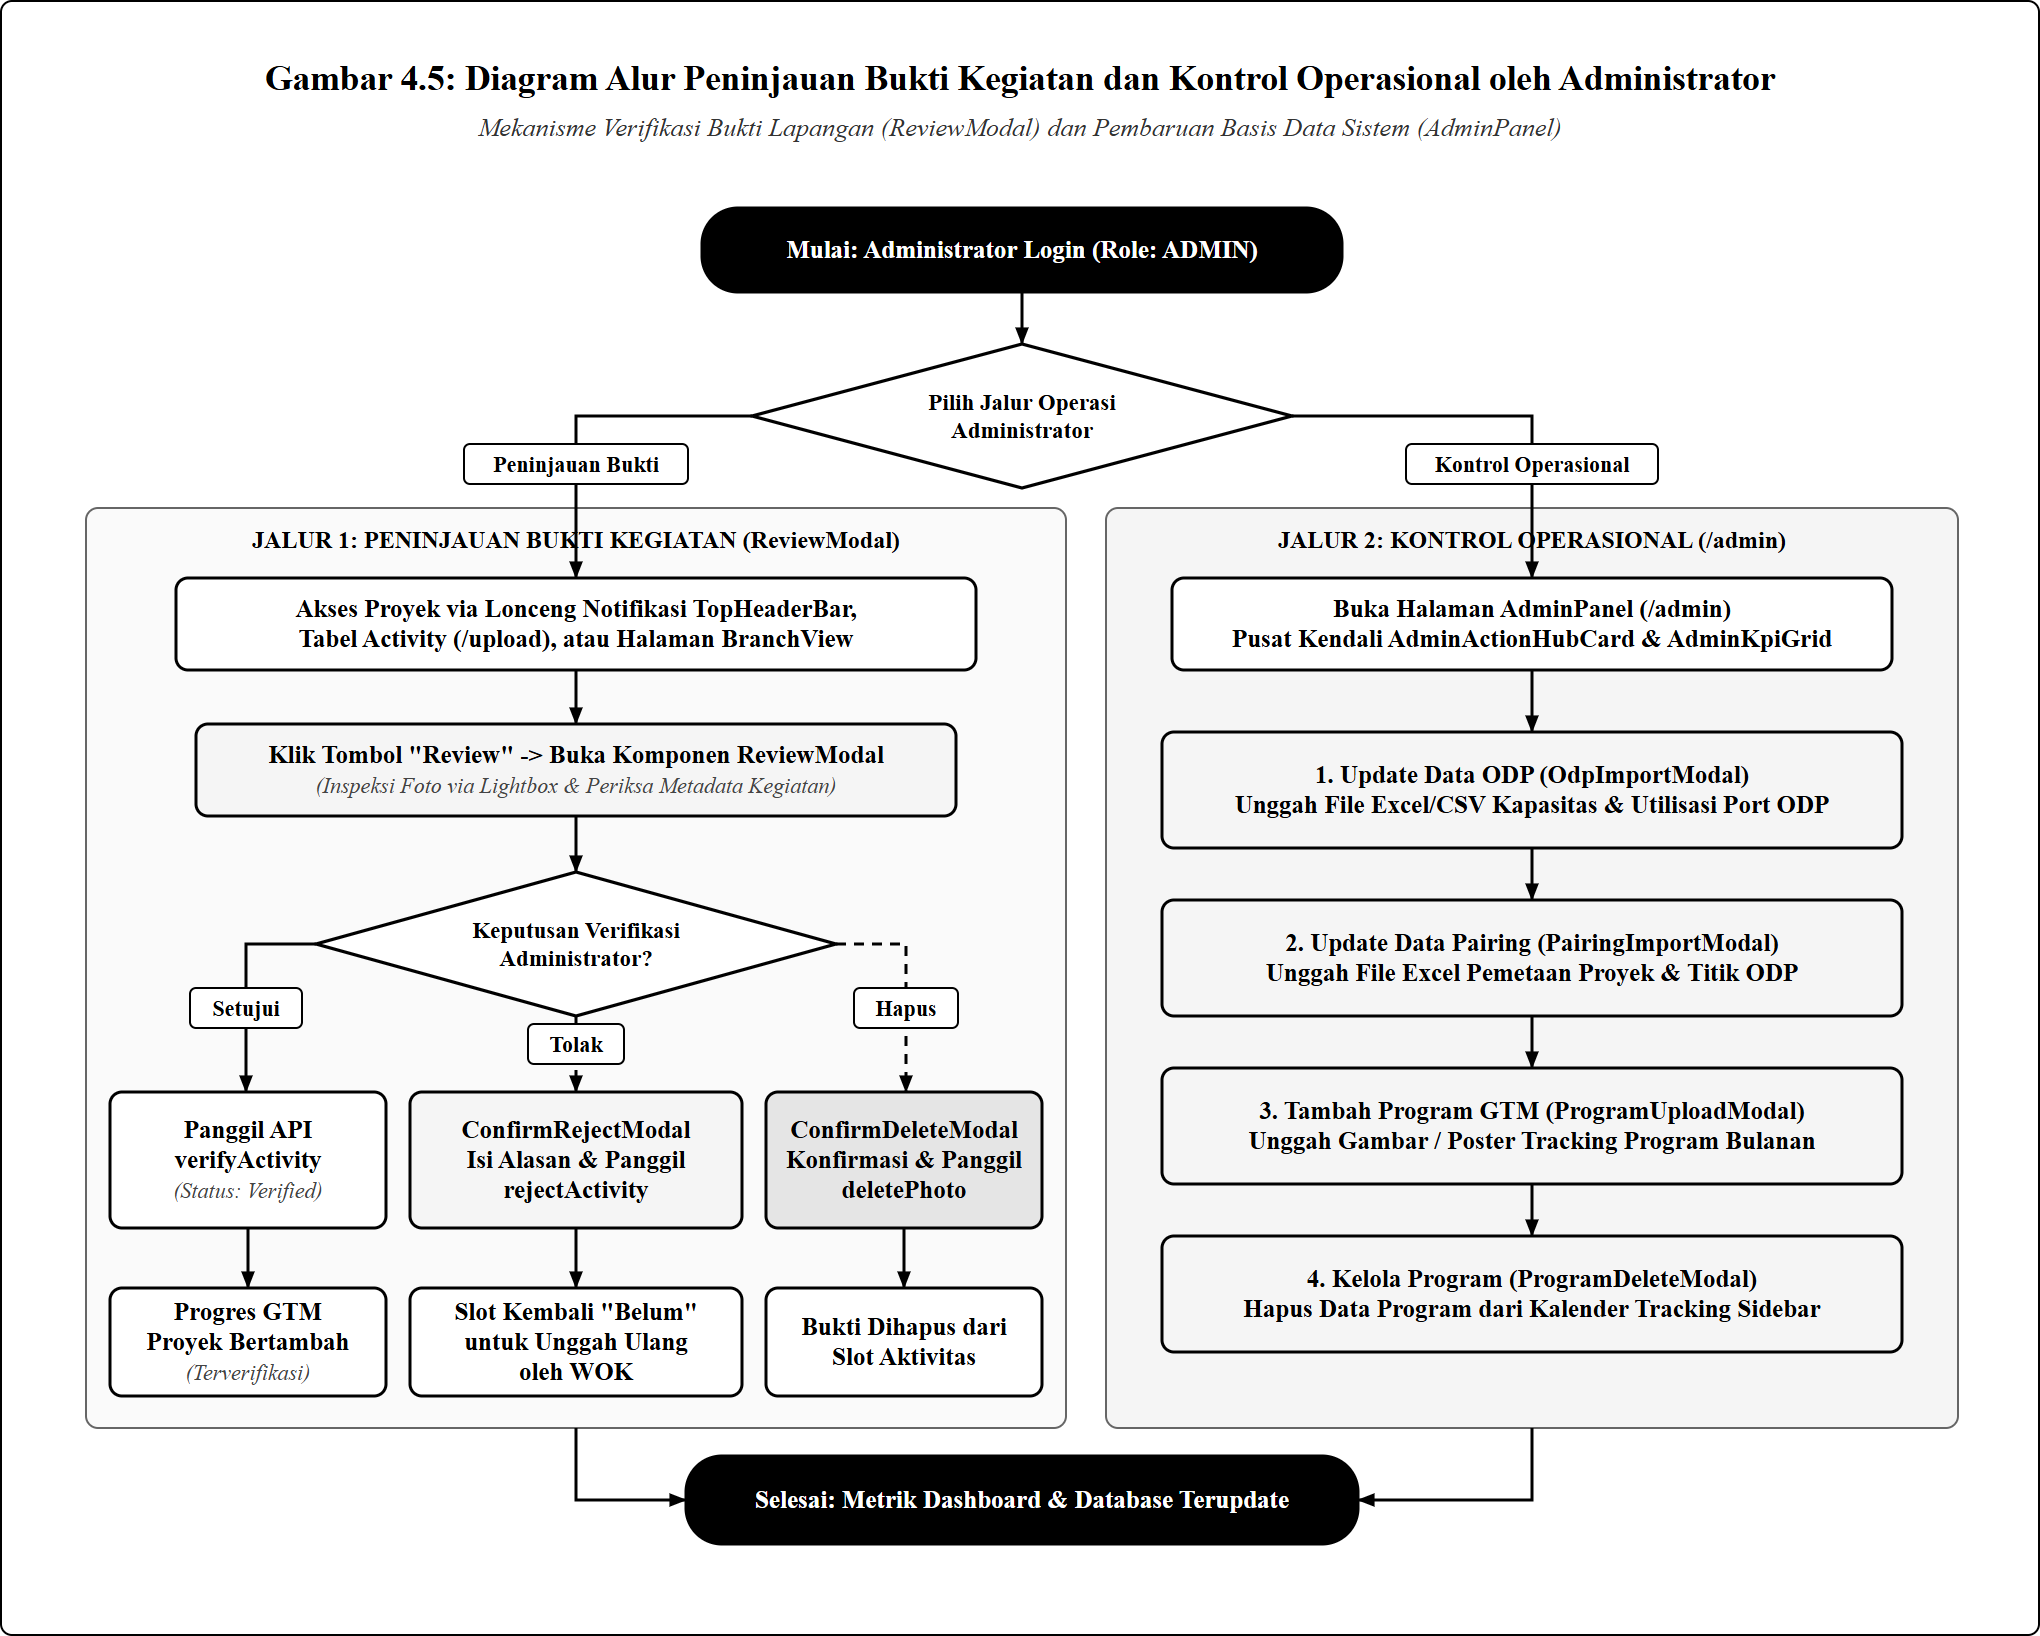 Gambar 4.5: Diagram Alur Peninjauan Bukti Kegiatan dan Kontrol Operasional oleh Administrator
Mekanisme Verifikasi Bukti Lapangan (ReviewModal) dan Pembaruan Basis Data Sistem (AdminPanel)
Mulai: Administrator Login (Role: ADMIN)
Pilih Jalur Operasi
Administrator
Peninjauan Bukti
Kontrol Operasional
JALUR 1: PENINJAUAN BUKTI KEGIATAN (ReviewModal)
Akses Proyek via Lonceng Notifikasi TopHeaderBar,
Tabel Activity (/upload), atau Halaman BranchView
Klik Tombol "Review" -> Buka Komponen ReviewModal
(Inspeksi Foto via Lightbox & Periksa Metadata Kegiatan)
Keputusan Verifikasi
Administrator?
Setujui
Tolak
Hapus
Panggil API
verifyActivity
(Status: Verified)
ConfirmRejectModal
Isi Alasan & Panggil
rejectActivity
ConfirmDeleteModal
Konfirmasi & Panggil
deletePhoto
Progres GTM
Proyek Bertambah
(Terverifikasi)
Slot Kembali "Belum"
untuk Unggah Ulang
oleh WOK
Bukti Dihapus dari
Slot Aktivitas
JALUR 2: KONTROL OPERASIONAL (/admin)
Buka Halaman AdminPanel (/admin)
Pusat Kendali AdminActionHubCard & AdminKpiGrid
1. Update Data ODP (OdpImportModal)
Unggah File Excel/CSV Kapasitas & Utilisasi Port ODP
2. Update Data Pairing (PairingImportModal)
Unggah File Excel Pemetaan Proyek & Titik ODP
3. Tambah Program GTM (ProgramUploadModal)
Unggah Gambar / Poster Tracking Program Bulanan
4. Kelola Program (ProgramDeleteModal)
Hapus Data Program dari Kalender Tracking Sidebar
Selesai: Metrik Dashboard & Database Terupdate